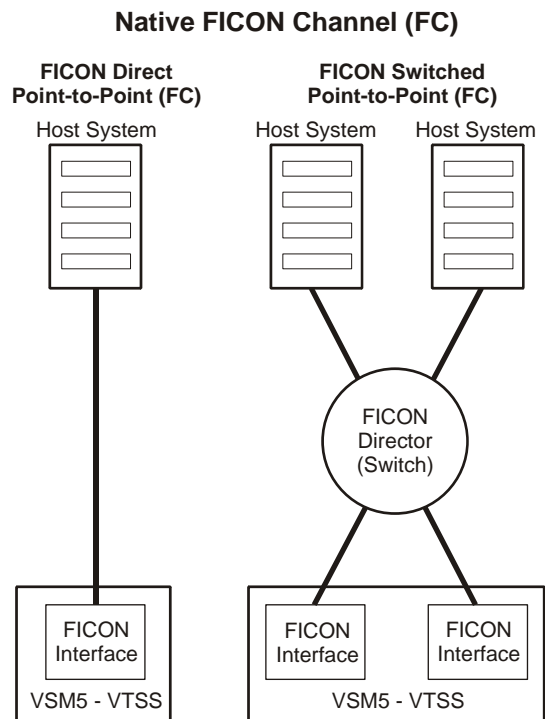 Native FICON Channel (FC)
FICON Direct
Point-to-Point (FC)
Host System
FICON
Interface
VSM5 - VTSS
FICON Switched
Point-to-Point (FC)
Host System
Host System
FICON
Director
(Switch)
FICON
Interface
FICON
Interface
VSM5 - VTSS